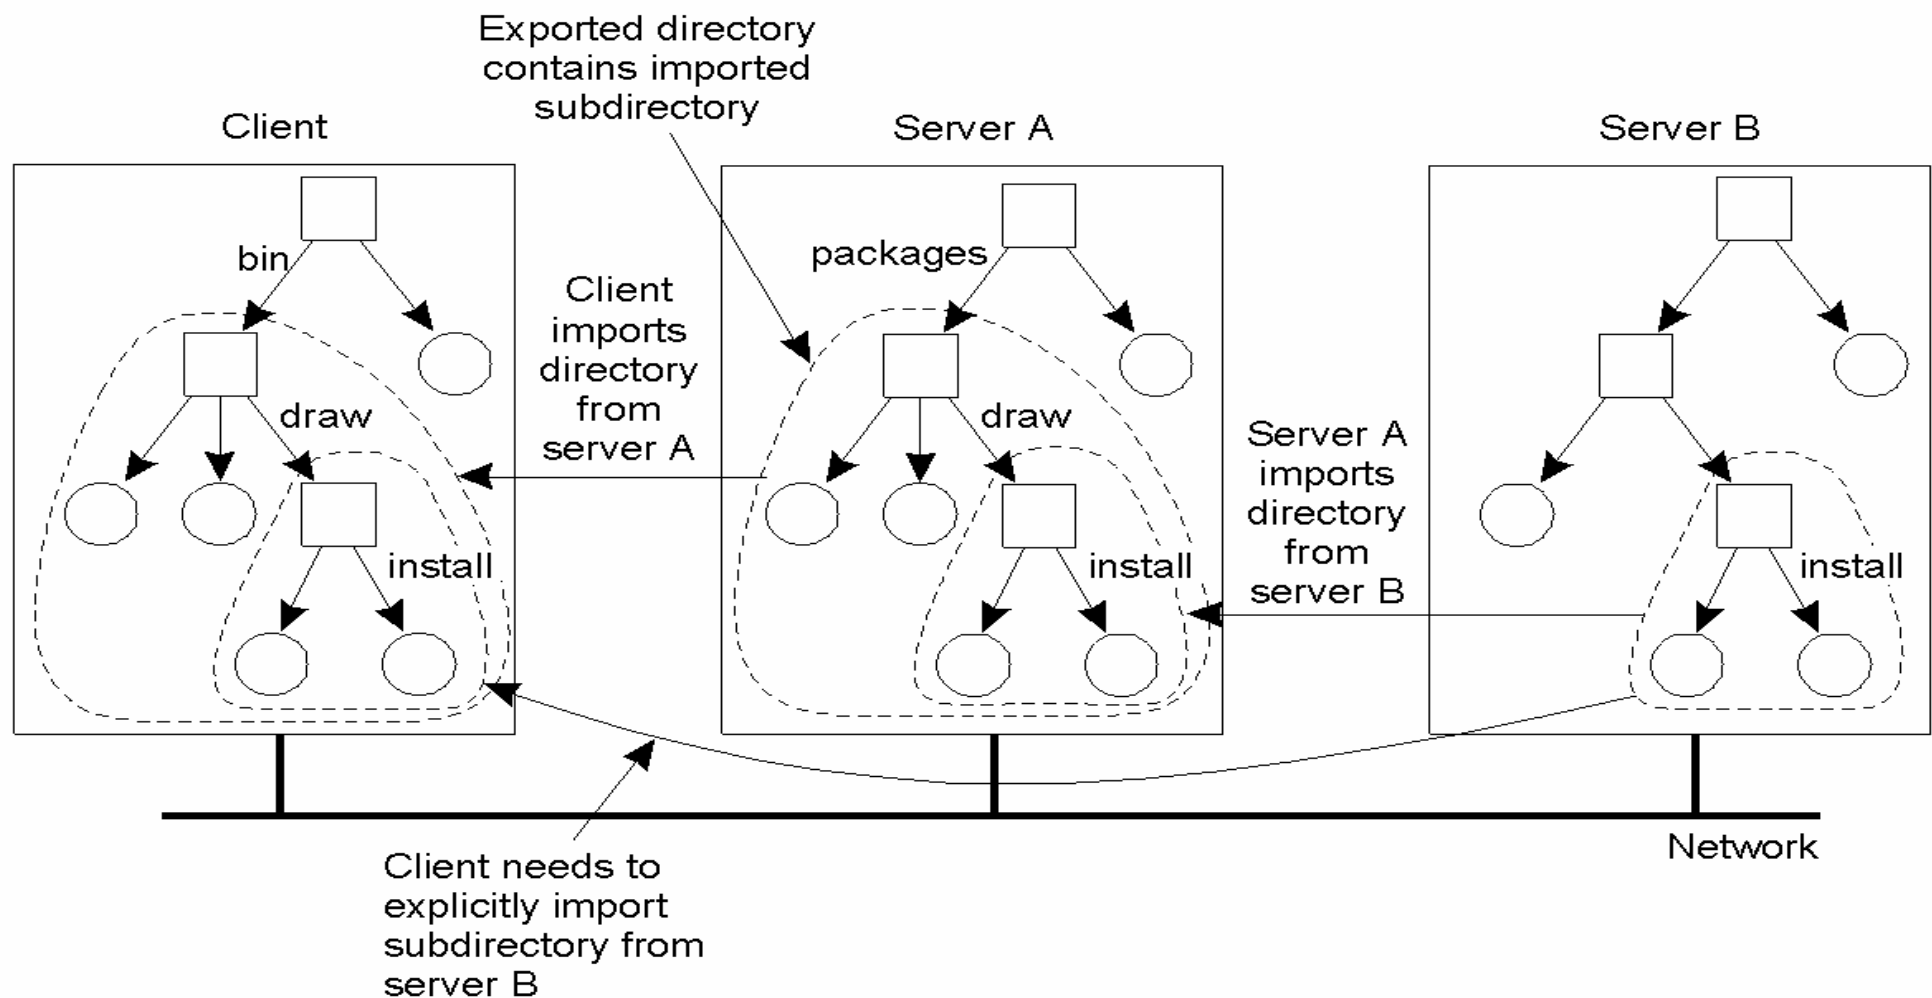 Exported directory
contains imported
subdirectory
Client
Server A
Server B
bin
packages
Client
imports
directory
from
server A
draw
draw
Server A
imports
directory
from
server B
install
install
install
Network
Client needs to
explicitly import
subdirectory from
server B